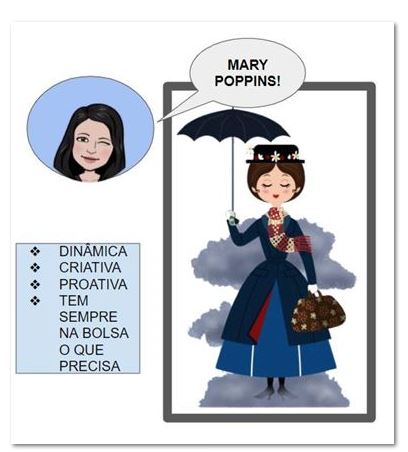 MARY
POPPINS!
❖ DINÂMICA
❖ CRIATIVA
❖ PROATIVA
❖ TEM
SEMPRE
NA BOLSA
O QUE
PRECISA